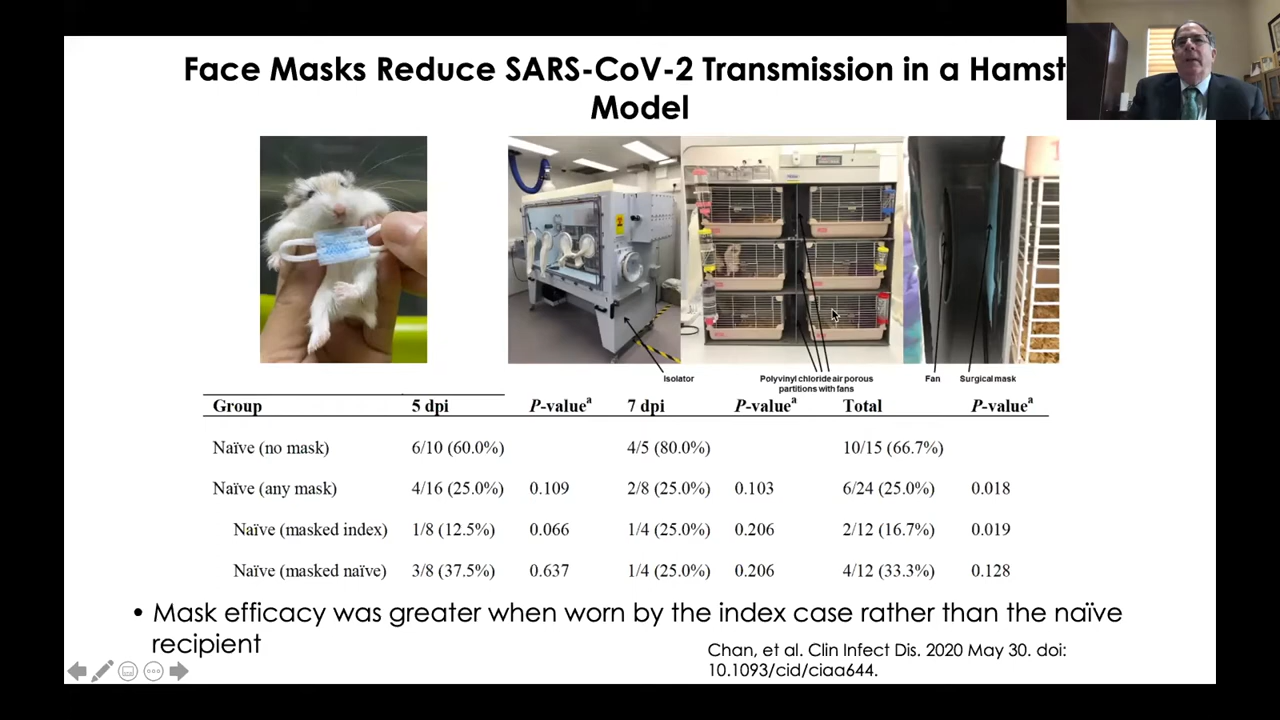 Face Masks Reduce SARS-CoV-2 Transmission in a Hamst
Model
Isolator
Polyvinyl chloride air porous
partitions with fans
Fan
Surgical mask
Group 5 dpi P-valueª 7 dpi P-valueª Total P-valueª
Naïve (no mask) 6/10 (60.0%) 4/5 (80.0%) 10/15 (66.7%)
Naïve (any mask) 4/16 (25.0%) 0.109 2/8 (25.0%) 0.103 6/24 (25.0%) 0.018
Naïve (masked index) 1/8 (12.5%) 0.066 1/4 (25.0%) 0.206 2/12 (16.7%) 0.019
Naïve (masked naïve) 3/8 (37.5%) 0.637 1/4 (25.0%) 0.206 4/12 (33.3%) 0.128
• Mask efficacy was greater when worn by the index case rather than the naïve
recipient
Chan, et al. Clin Infect Dis. 2020 May 30. doi:
10.1093/cid/ciaa644.